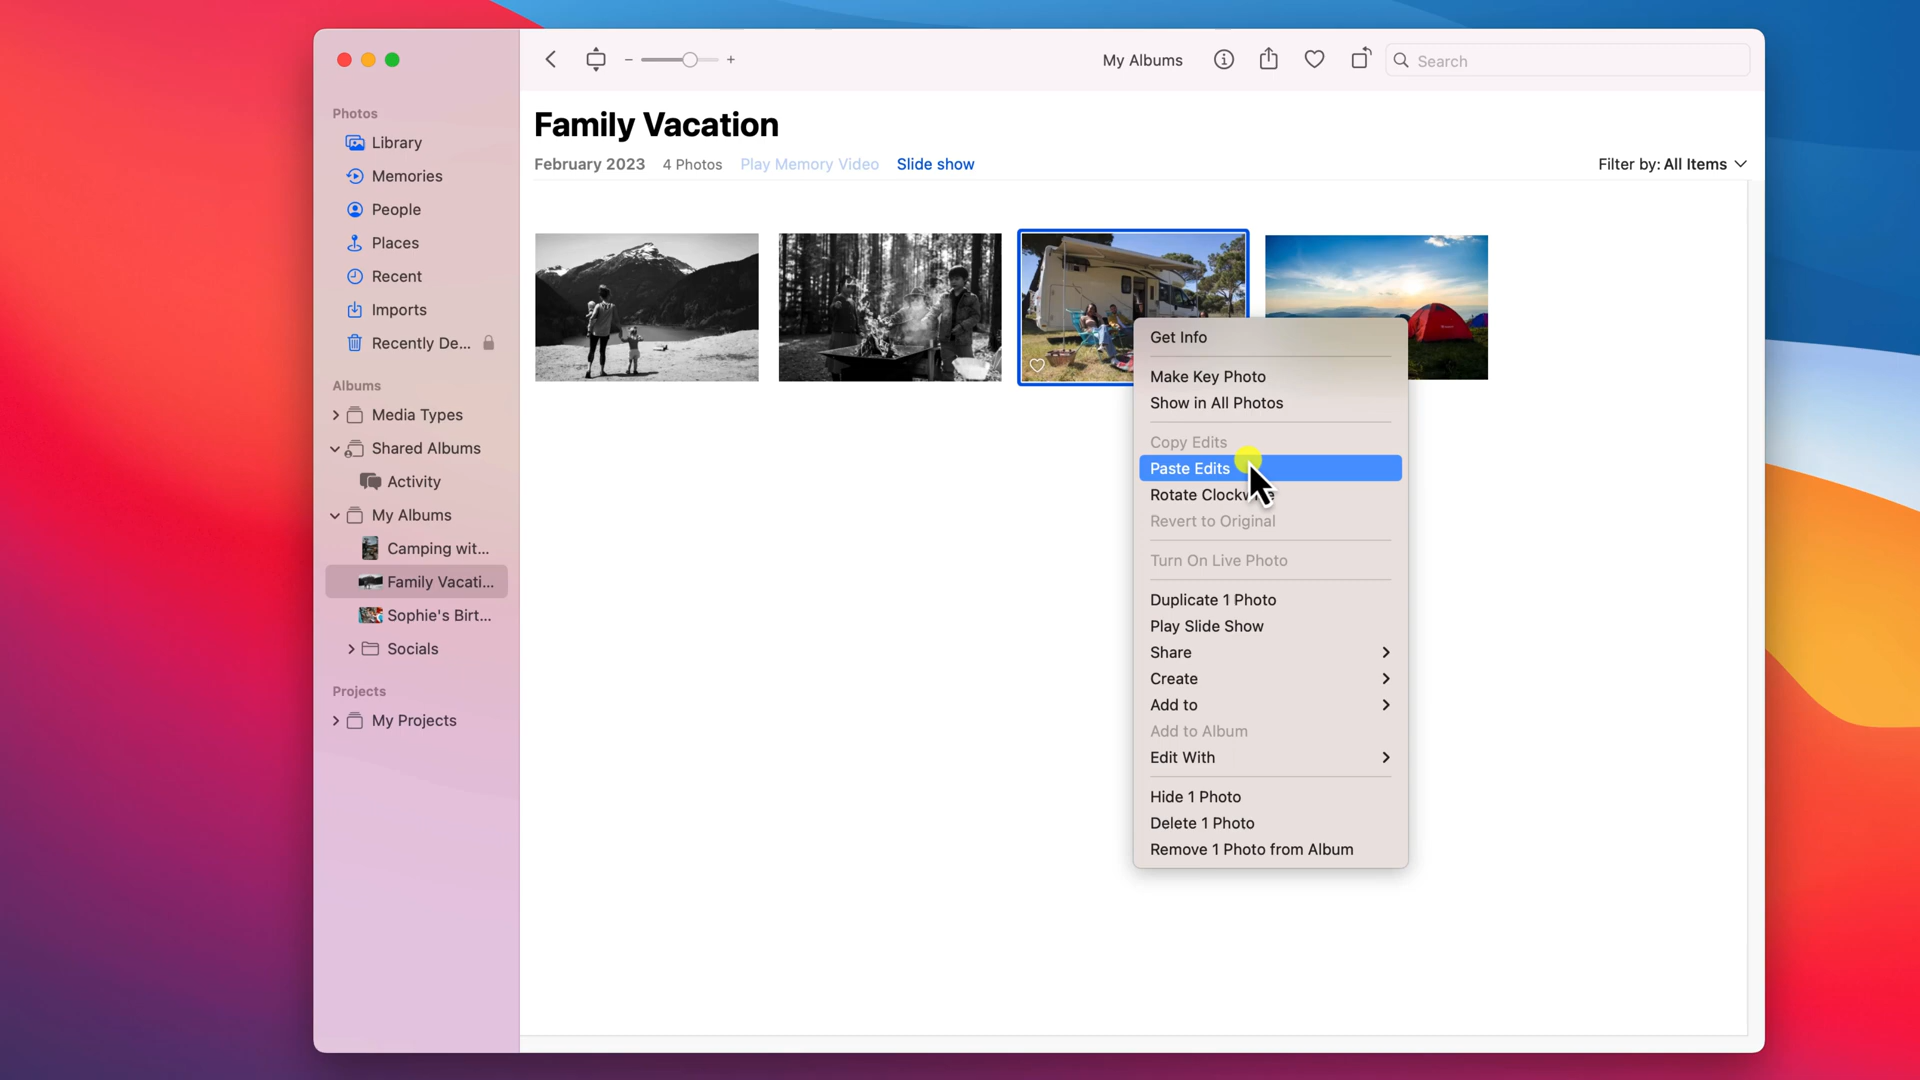 My Albums
Search
Photos
Library
Memories
People
Places
Recent
Imports
Recently De...
Albums
Media Types
Shared Albums
Activity
My Albums
Camping wit...
Family Vacati...
Sophie's Birt...
Socials
Projects
My Projects
Family Vacation
February 2023 4 Photos Play Memory Video Slide show
Filter by: All Items
Get Info
Make Key Photo
Show in All Photos
Copy Edits
Paste Edits
Rotate
Revert to Original
Turn On Live Photo
Duplicate 1 Photo
Play Slide Show
Share
Create
Add to
Add to Album
Edit With
Hide 1 Photo
Delete 1 Photo
Remove 1 Photo from Album